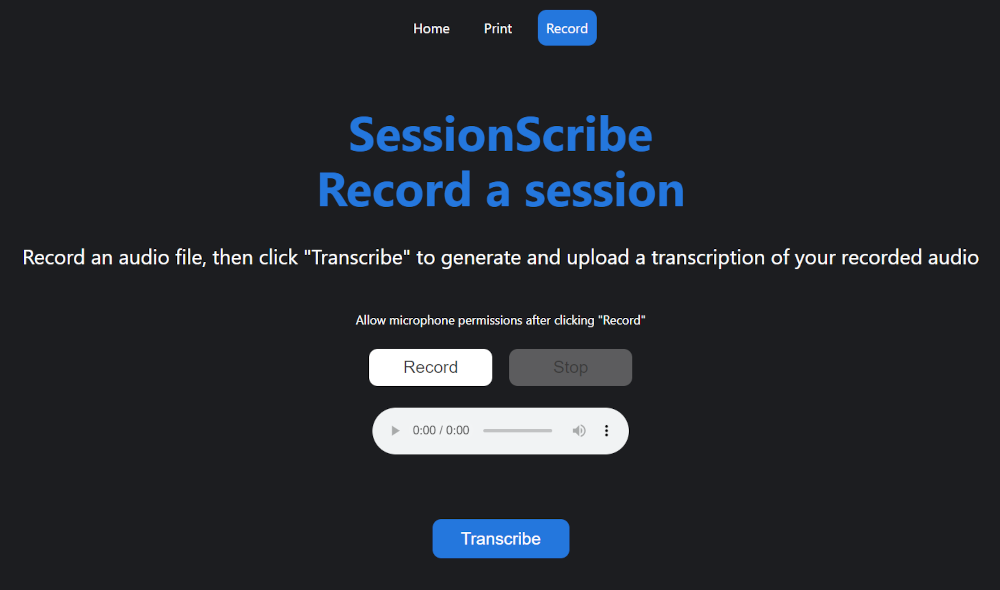 Home Print Record
SessionScribe
Record a session
Record an audio file, then click "Transcribe" to generate and upload a transcription of your recorded audio
Allow microphone permissions after clicking "Record"
Record Stop
0:00 / 0:00
Transcribe